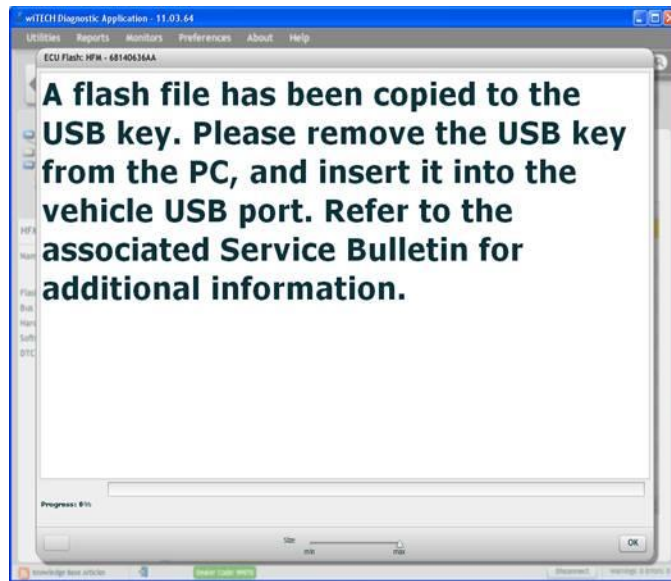 wiTECH Diagnostic Application - 11.03.64
Utilities Reports Monitors Preferences About Help
ECU Flash: HFM - 68140636AA
A flash file has been copied to the
USB key. Please remove the USB key
from the PC, and insert it into the
vehicle USB port. Refer to the
associated Service Bulletin for
additional information.
Progress: 0%
Size
min max
OK
Knowledge Base Articles
Disconnect